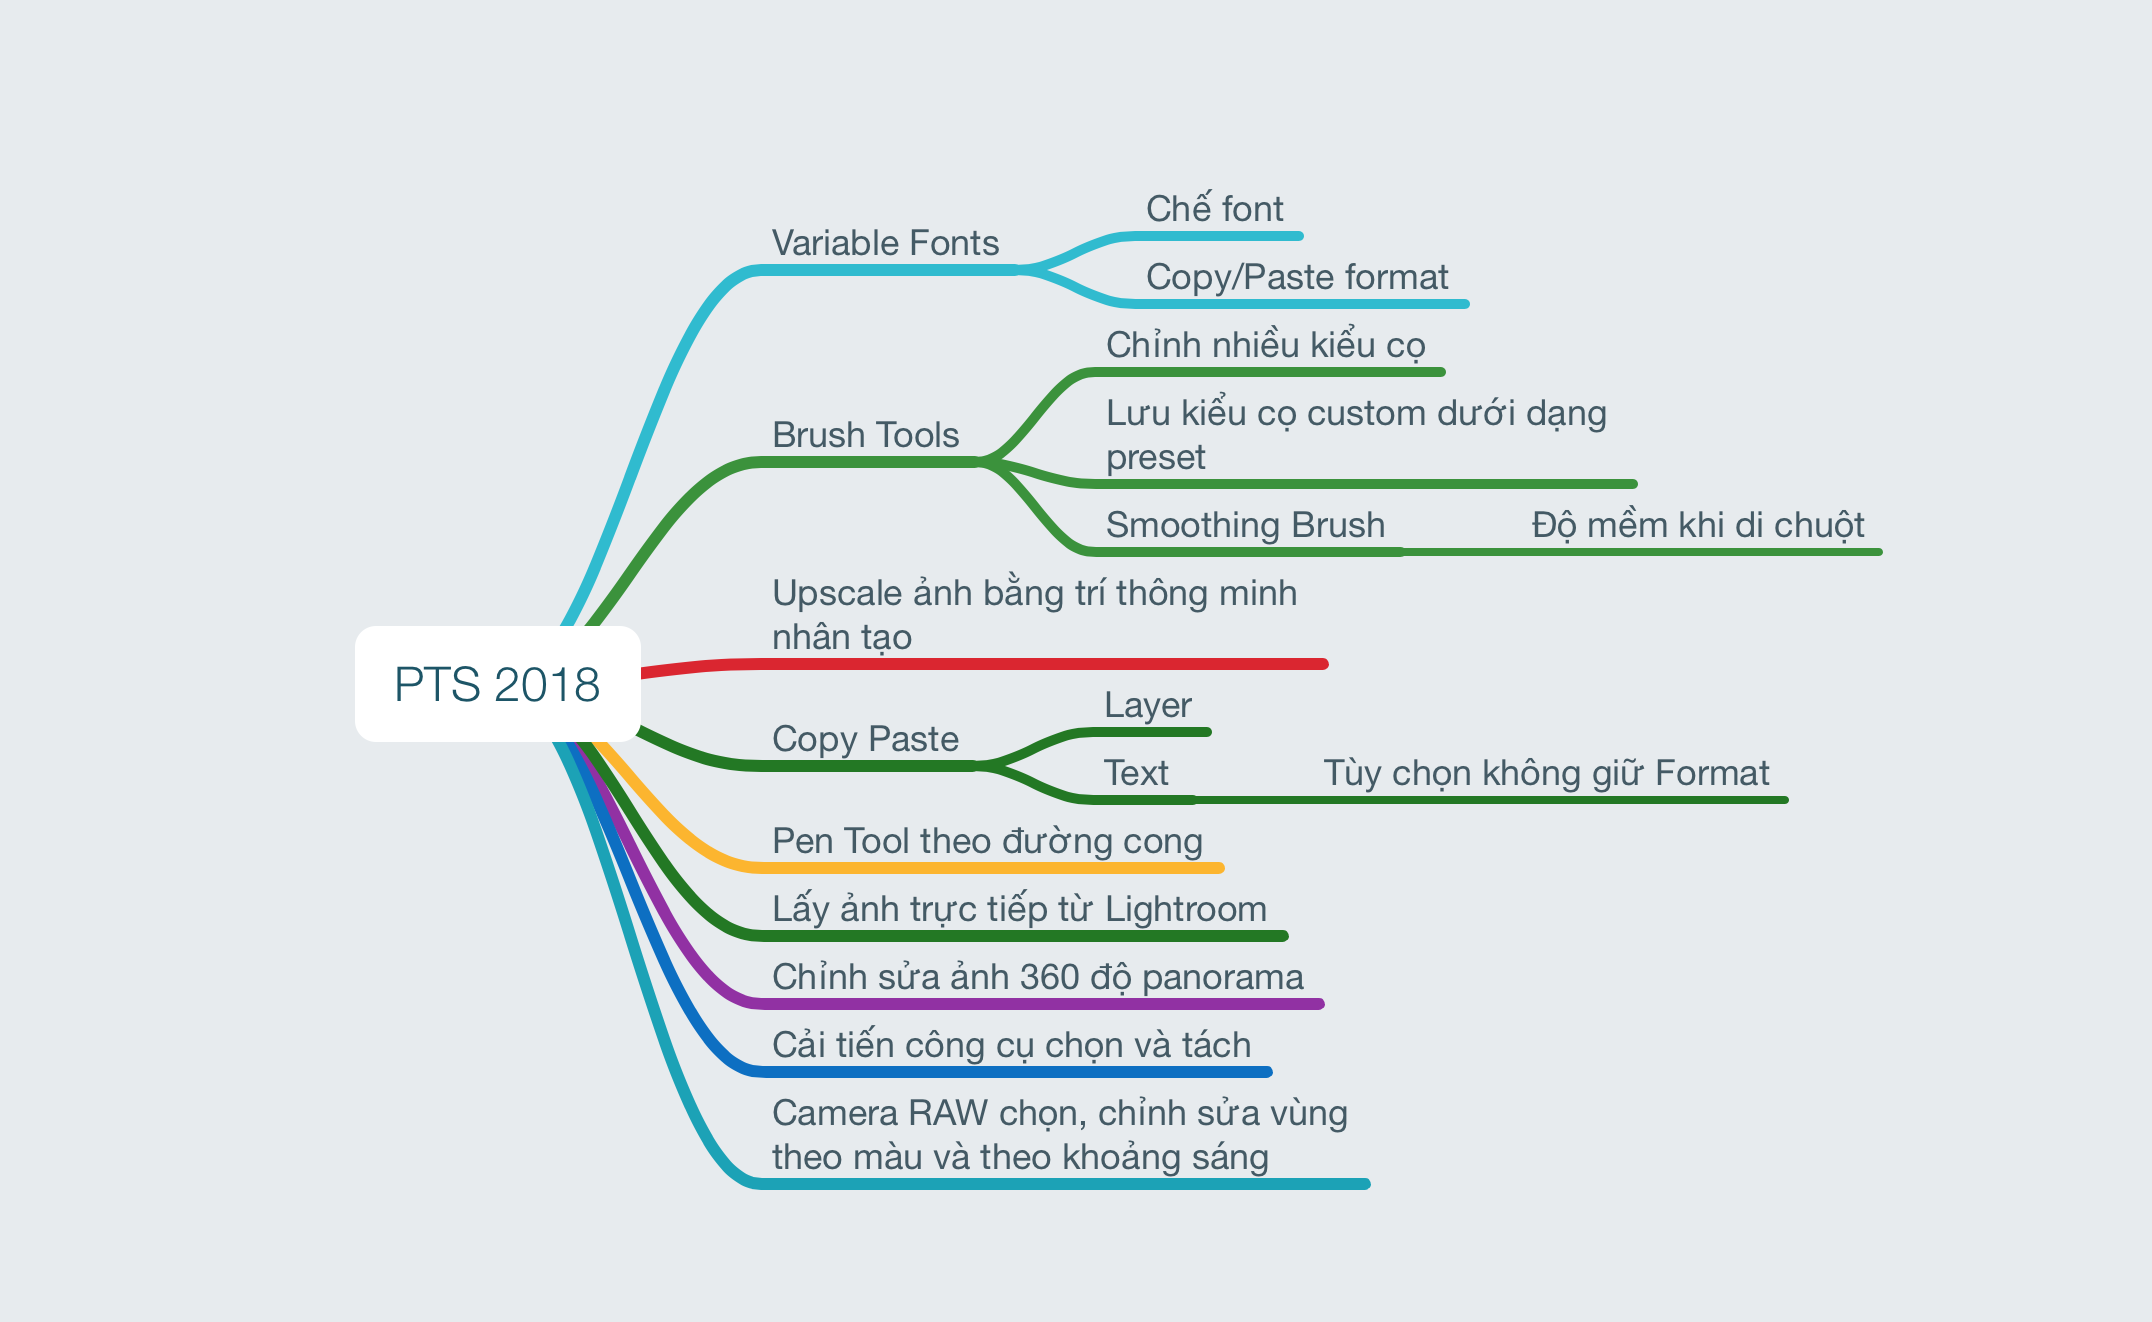 PTS 2018
Variable Fonts
Chế font
Copy/Paste format
Brush Tools
Chỉnh nhiều kiểu cọ
Lưu kiểu cọ custom dưới dạng
preset
Smoothing Brush
Độ mềm khi di chuột
Upscale ảnh bằng trí thông minh
nhân tạo
Copy Paste
Layer
Text
Tùy chọn không giữ Format
Pen Tool theo đường cong
Lấy ảnh trực tiếp từ Lightroom
Chỉnh sửa ảnh 360 độ panorama
Cải tiến công cụ chọn và tách
Camera RAW chọn, chỉnh sửa vùng
theo màu và theo khoảng sáng